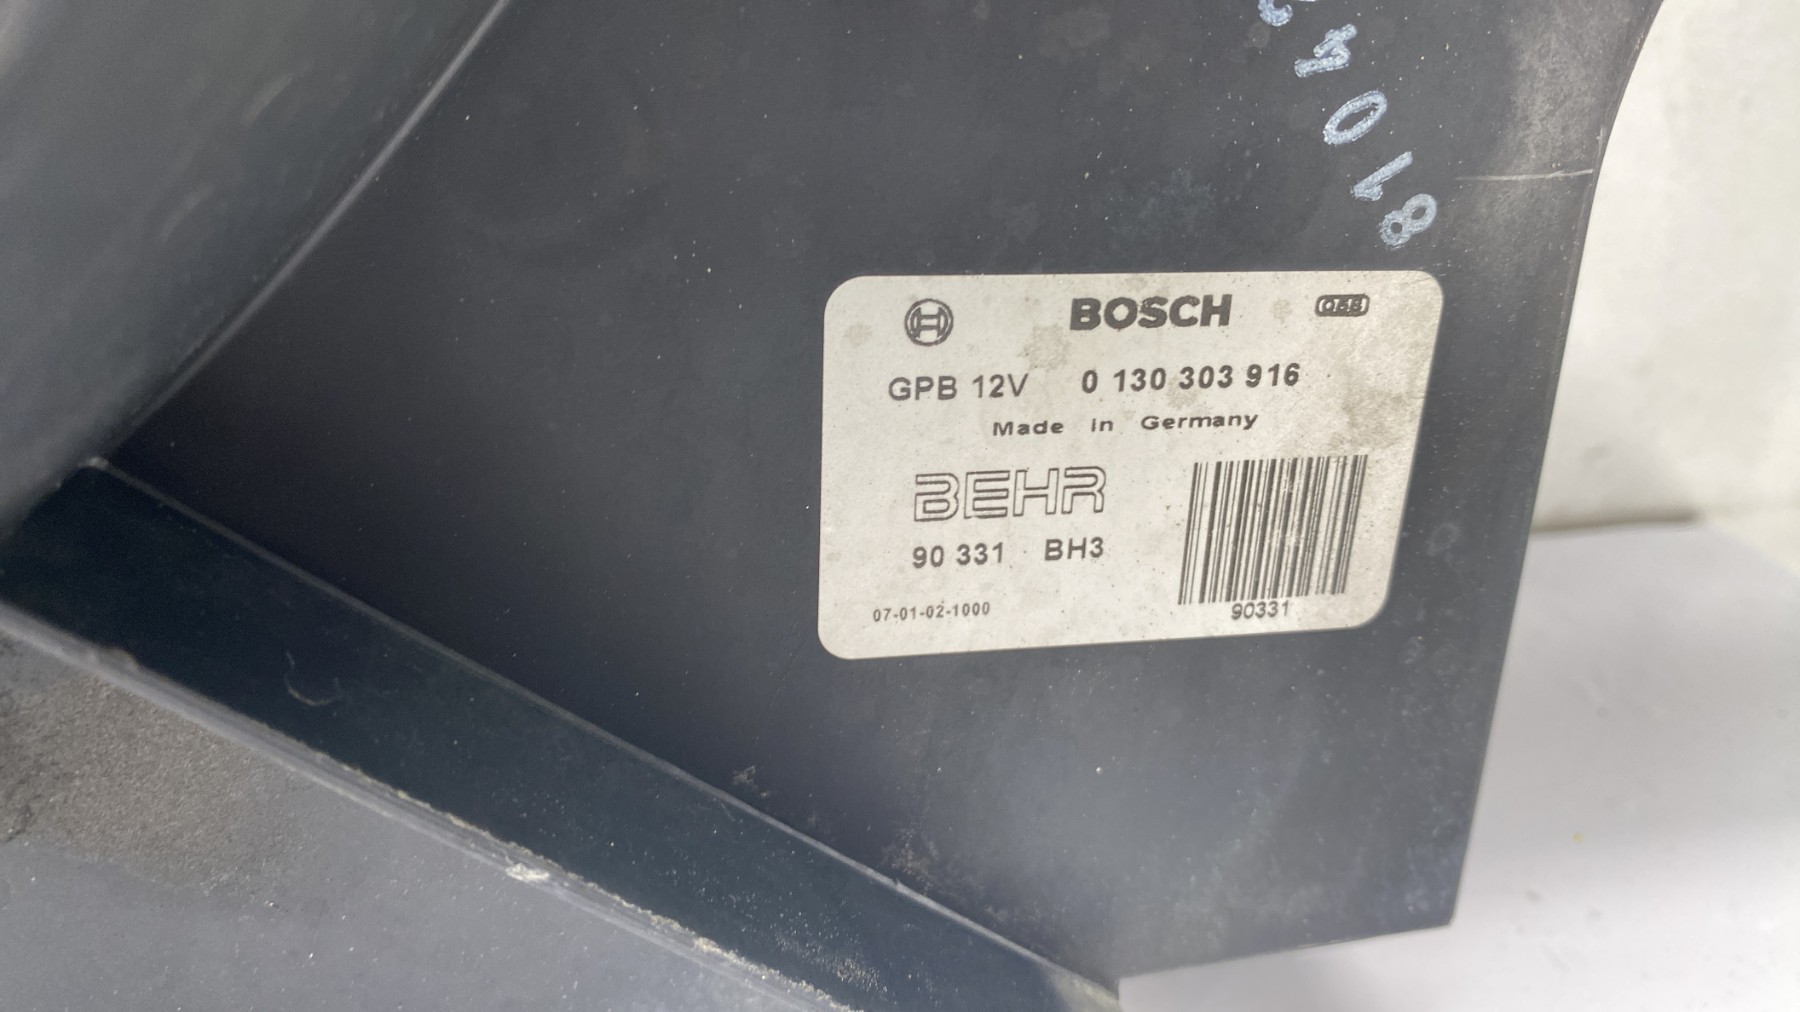 81042
BOSCH
GPB 12V 0 130 303 916
Made in Germany
BEHR
90 331 BH3
07-01-02-1000
90331